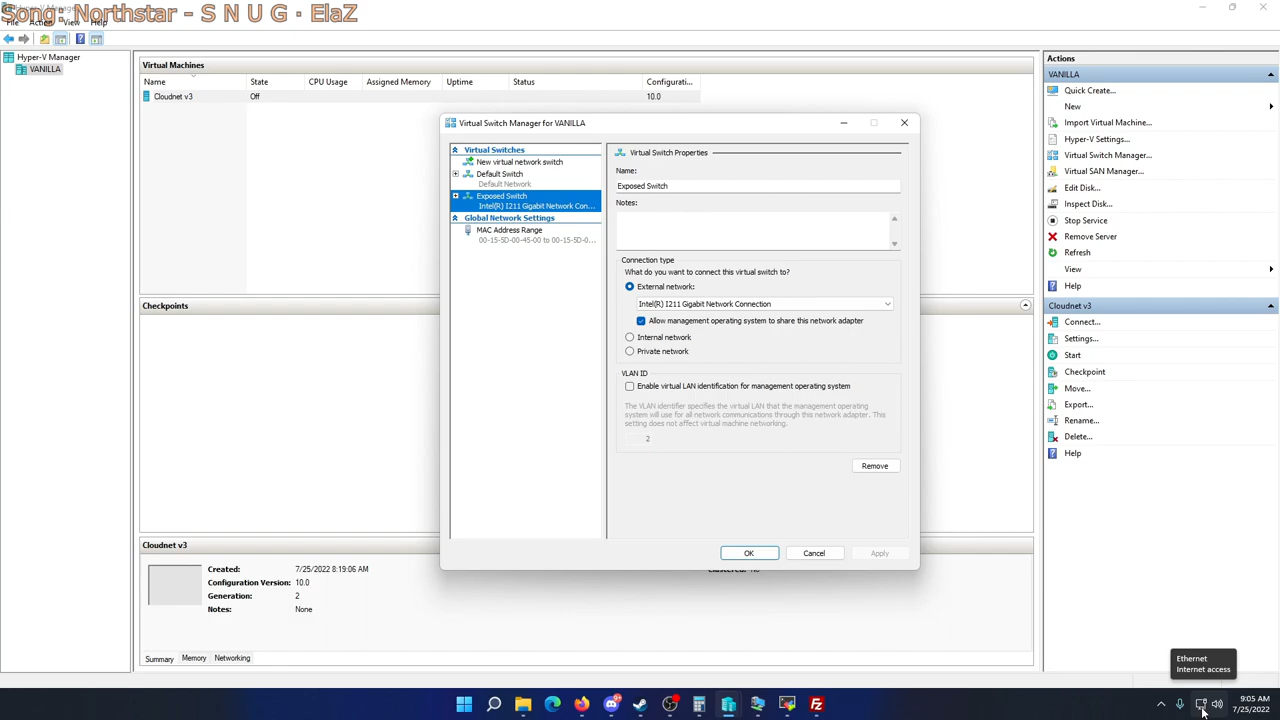 Song: Northstar - S N U G · ElaZ
File
Action
View
Help
Hyper-V Manager
VANILLA
Virtual Machines
Name
State
CPU Usage
Assigned Memory
Uptime
Status
Configurati...
Cloudnet v3
Off
10.0
Checkpoints
Cloudnet v3
Created:
7/25/2022 8:19:06 AM
Configuration Version:
10.0
Generation:
2
Notes:
None
Clustered: No
Summary
Memory
Networking
Virtual Switch Manager for VANILLA
Virtual Switches
New virtual network switch
Default Switch
Default Network
Exposed Switch
Intel(R) I211 Gigabit Network Con...
Global Network Settings
MAC Address Range
00-15-5D-00-45-00 to 00-15-5D-0...
Virtual Switch Properties
Name:
Exposed Switch
Notes:
Connection type
What do you want to connect this virtual switch to?
External network:
Intel(R) I211 Gigabit Network Connection
Allow management operating system to share this network adapter
Internal network
Private network
VLAN ID
Enable virtual LAN identification for management operating system
The VLAN identifier specifies the virtual LAN that the management operating
system will use for all network communications through this network adapter. This
setting does not affect virtual machine networking.
2
Remove
OK
Cancel
Apply
Actions
VANILLA
Quick Create...
New
Import Virtual Machine...
Hyper-V Settings...
Virtual Switch Manager...
Virtual SAN Manager...
Edit Disk...
Inspect Disk...
Stop Service
Remove Server
Refresh
View
Help
Cloudnet v3
Connect...
Settings...
Start
Checkpoint
Move...
Export...
Rename...
Delete...
Help
Ethernet
Internet access
9:05 AM
7/25/2022